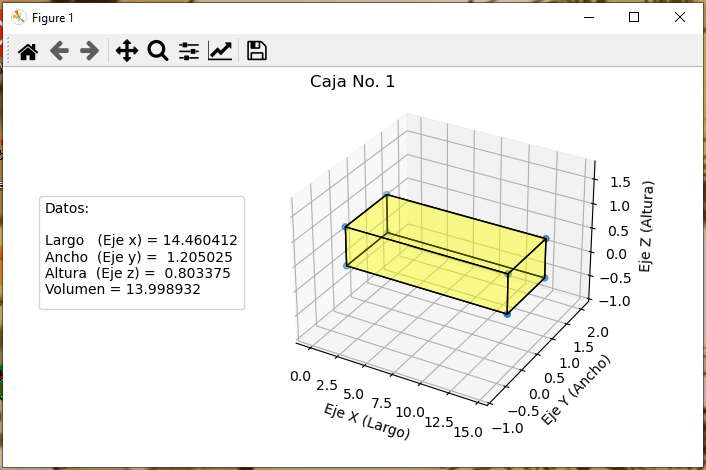 Figure 1
Caja No. 1
Datos:
Largo   (Eje x) = 14.460412
Ancho  (Eje y) =  1.205025
Altura  (Eje z) =  0.803375
Volumen = 13.998932
1.5
1.0
0.5
0.0
−0.5
−1.0
Eje Z (Altura)
2.0
1.5
1.0
0.5
0.0
−0.5
−1.0
Eje Y (Ancho)
0.0
2.5
5.0
7.5
10.0
12.5
15.0
Eje X (Largo)